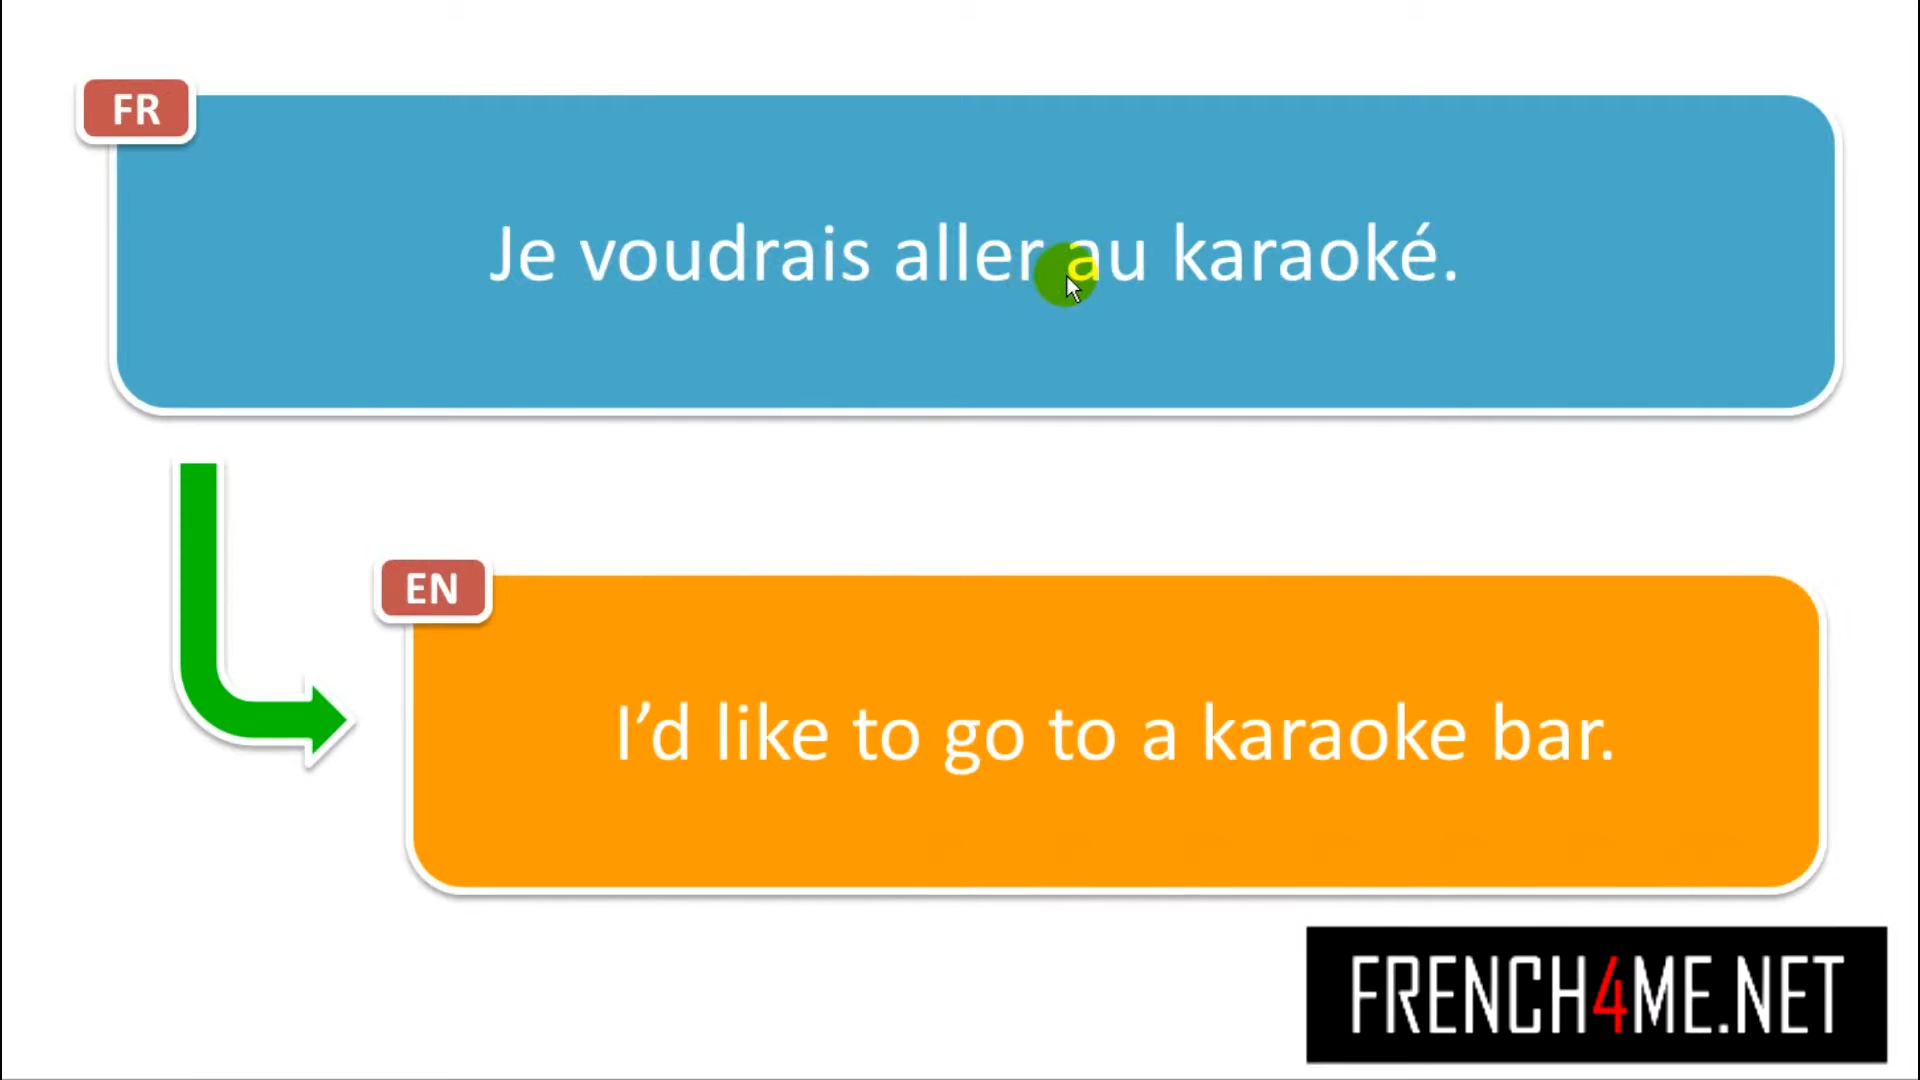 FR
Je voudrais aller au karaoké.
EN
I’d like to go to a karaoke bar.
FRENCH4ME.NET